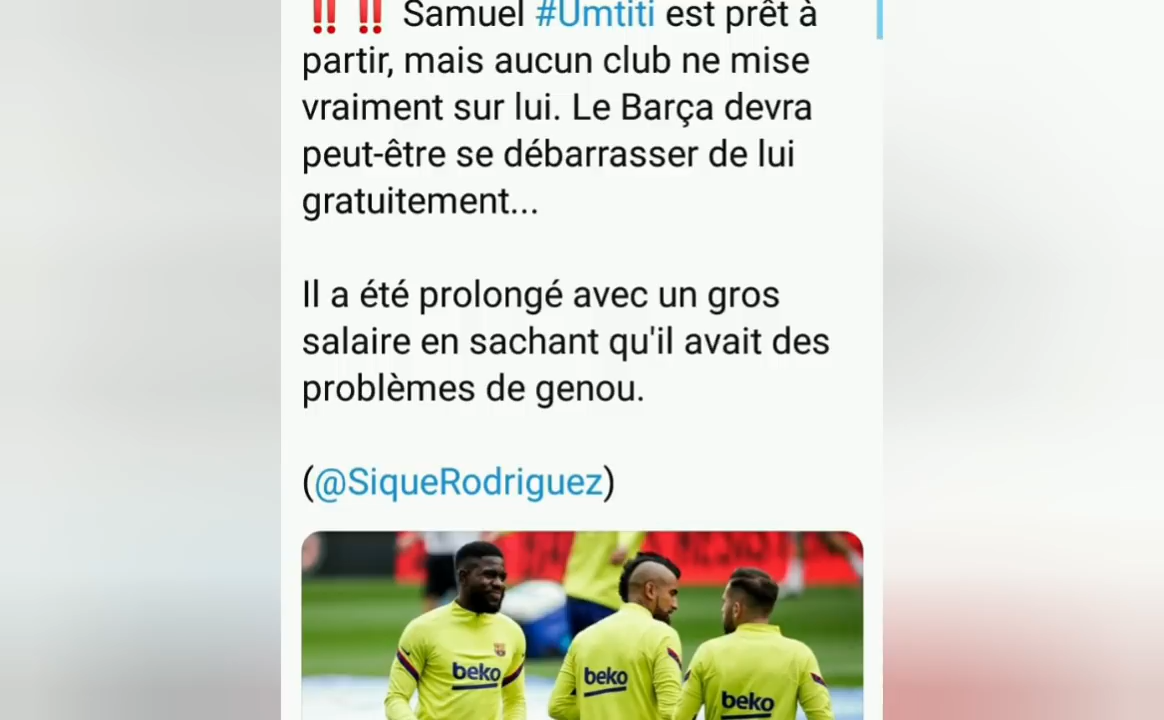 ‼️ ‼️ Samuel #Umtiti est prêt à
partir, mais aucun club ne mise
vraiment sur lui. Le Barça devra
peut-être se débarrasser de lui
gratuitement...
Il a été prolongé avec un gros
salaire en sachant qu'il avait des
problèmes de genou.
(@SiqueRodriguez)
beko
beko
beko